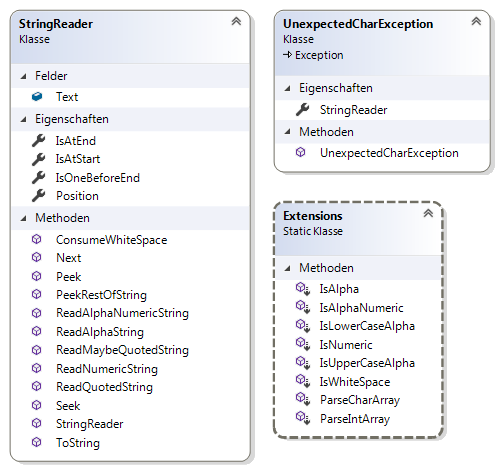 StringReader
Klasse
Felder
Text
Eigenschaften
IsAtEnd
IsAtStart
IsOneBeforeEnd
Position
Methoden
ConsumeWhiteSpace
Next
Peek
PeekRestOfString
ReadAlphaNumericString
ReadAlphaString
ReadMaybeQuotedString
ReadNumericString
ReadQuotedString
Seek
StringReader
ToString
UnexpectedCharException
Klasse
Exception
Eigenschaften
StringReader
Methoden
UnexpectedCharException
Extensions
Static Klasse
Methoden
IsAlpha
IsAlphaNumeric
IsLowerCaseAlpha
IsNumeric
IsUpperCaseAlpha
IsWhiteSpace
ParseCharArray
ParseIntArray